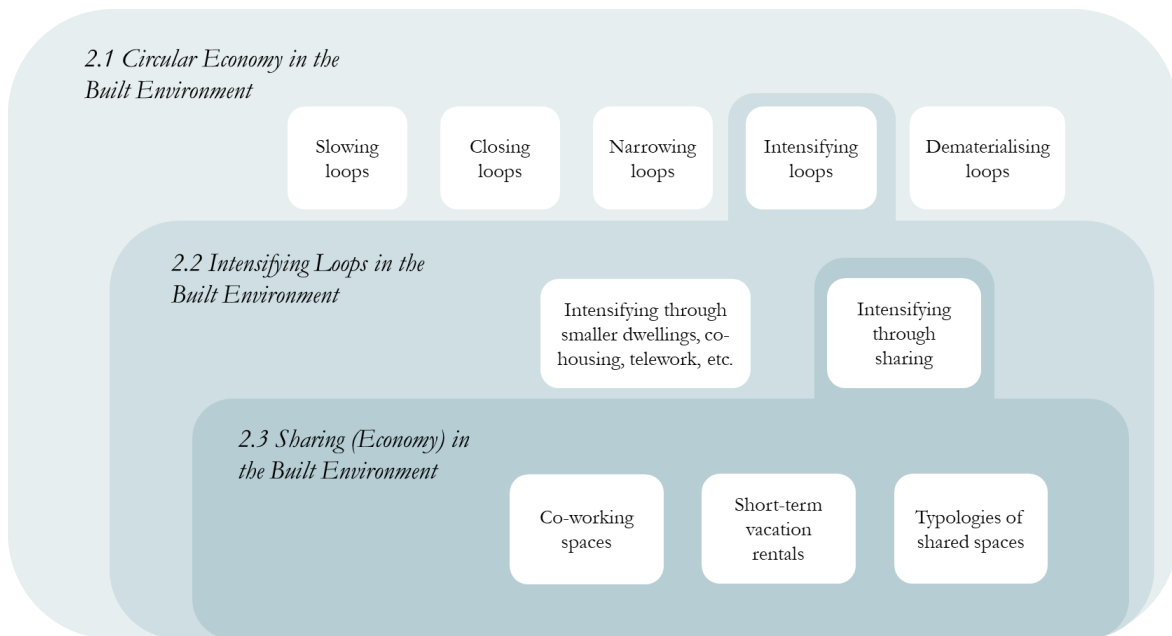 2.1 Circular Economy in the
Built Environment
Slowing
loops
Closing
loops
Narrowing
loops
Intensifying
loops
Dematerialising
loops
2.2 Intensifying Loops in the
Built Environment
Intensifying through
smaller dwellings, co-
housing, telework, etc.
Intensifying
through
sharing
2.3 Sharing (Economy) in
the Built Environment
Co-working
spaces
Short-term
vacation
rentals
Typologies of
shared spaces